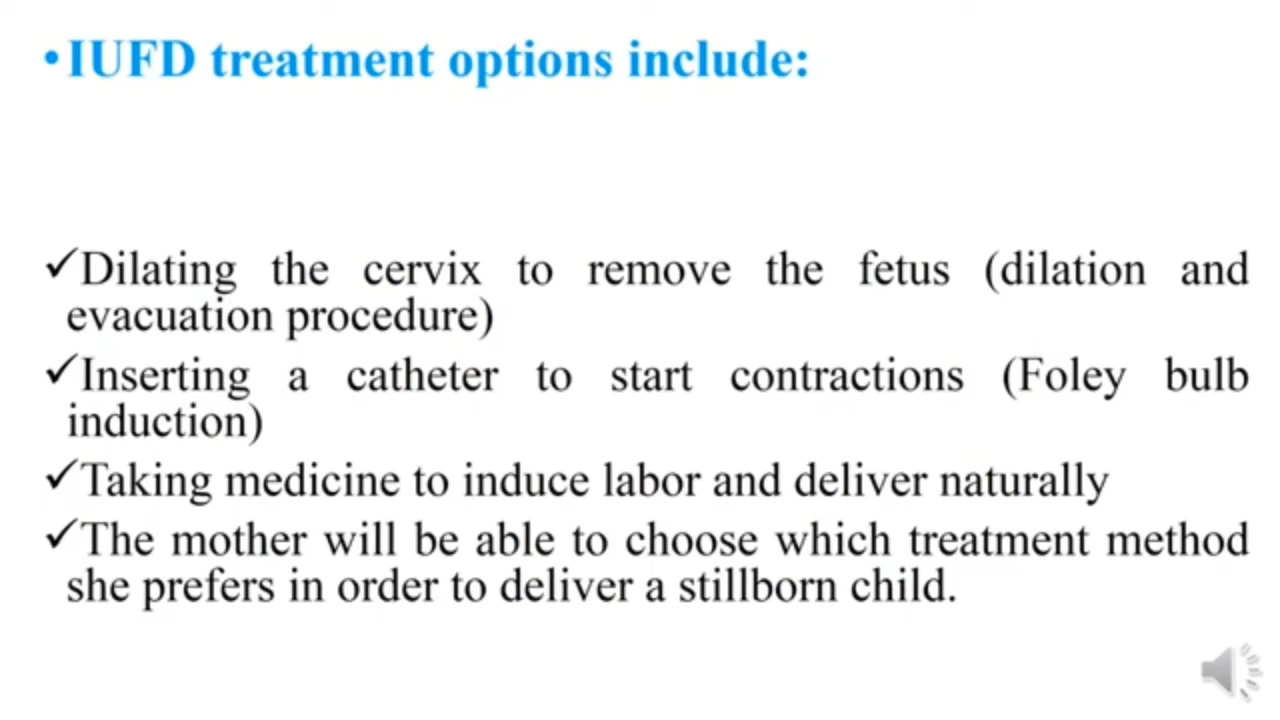 •IUFD treatment options include:
✓Dilating the cervix to remove the fetus (dilation and
evacuation procedure)
✓Inserting a catheter to start contractions (Foley bulb
induction)
✓Taking medicine to induce labor and deliver naturally
✓The mother will be able to choose which treatment method
she prefers in order to deliver a stillborn child.